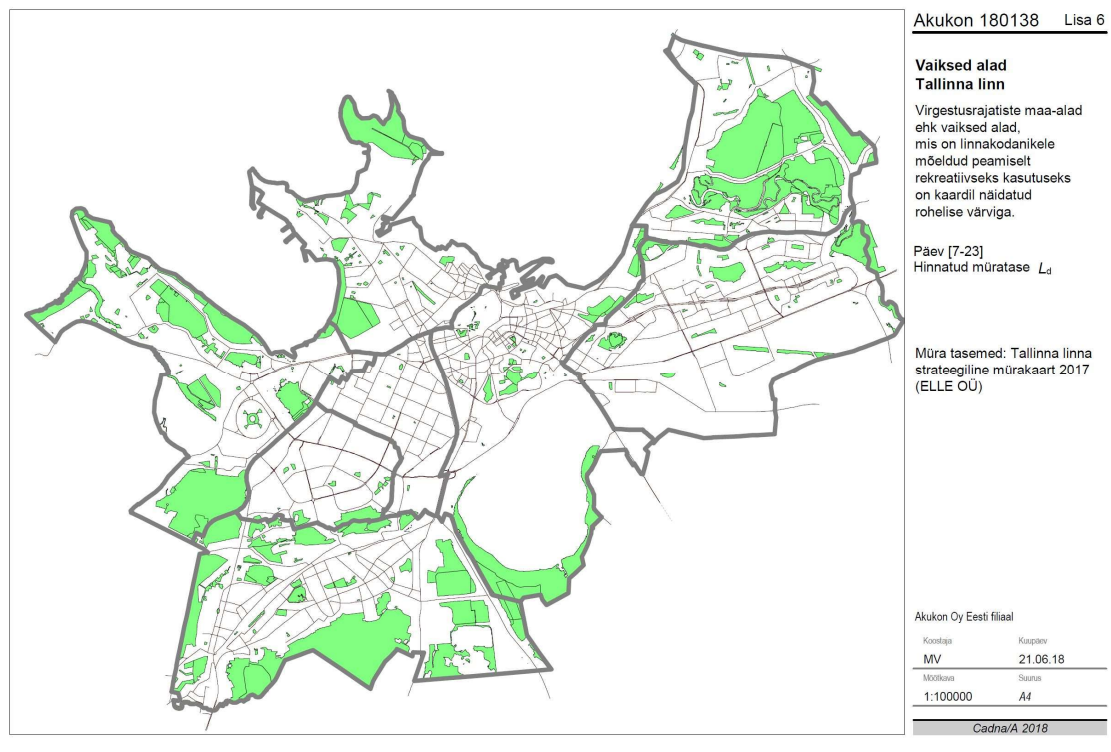 Akukon 180138 Lisa 6
Vaiksed alad
Tallinna linn
Virgestusrajatiste maa-alad
ehk vaiksed alad,
mis on linnakodanikele
mõeldud peamiselt
rekreatiivseks kasutuseks
on kaardil näidatud
rohelise värviga.
Päev [7-23]
Hinnatud müratase Ld
Müra tasemed: Tallinna linna
strateegiline mürakaart 2017
(ELLE OÜ)
Akukon Oy Eesti filiaal
Koostaja Kuupäev
MV 21.06.18
Mõõtkava Suurus
1:100000 A4
Cadna/A 2018